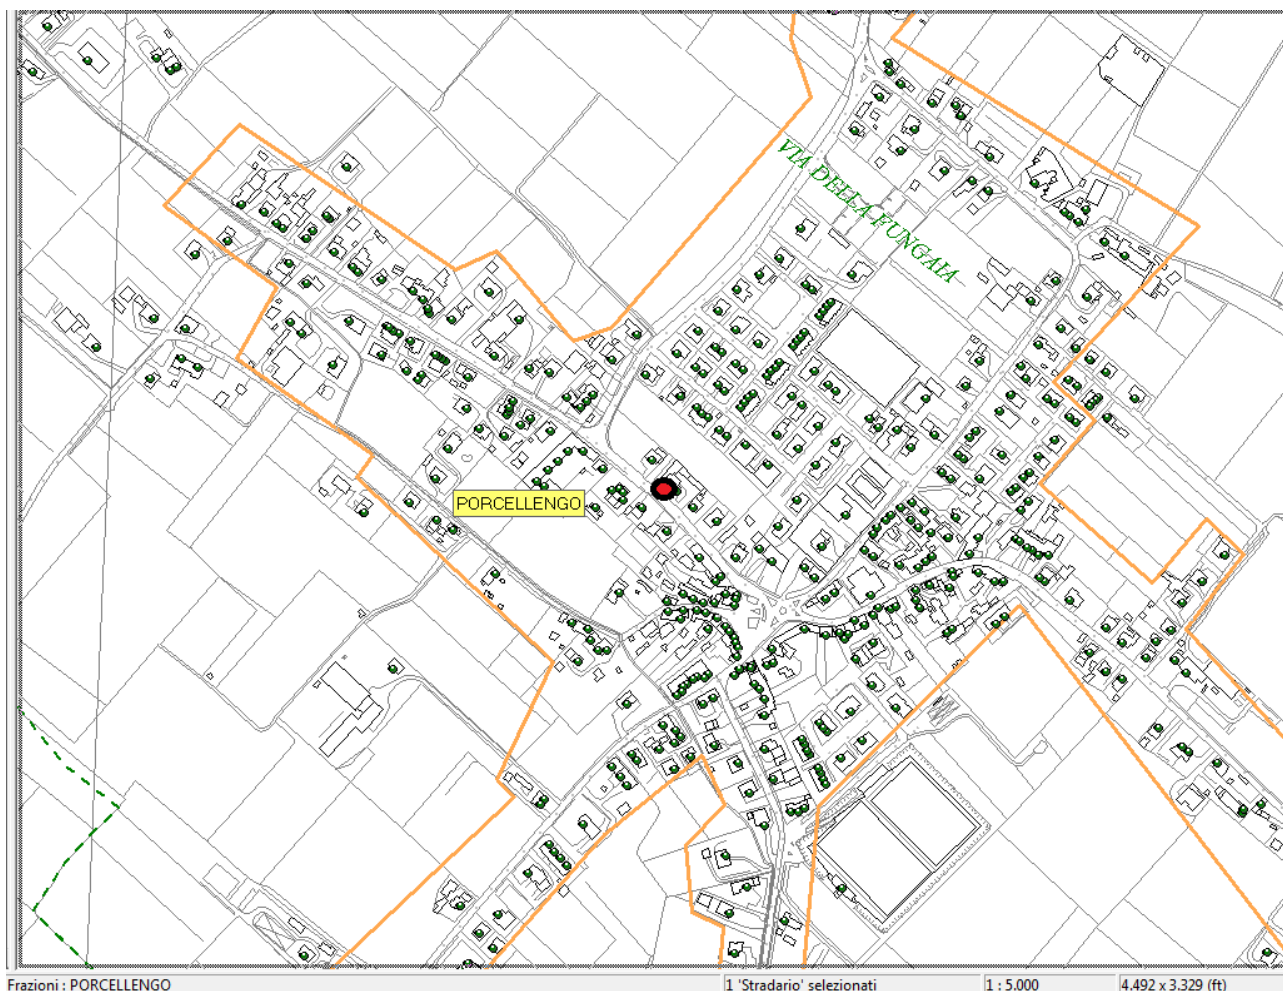 VIA DELLA FUNGAIA
PORCELLENGO
Frazioni : PORCELLENGO
1 'Stradario' selezionati
1 : 5.000
4.492 x 3.329 (ft)